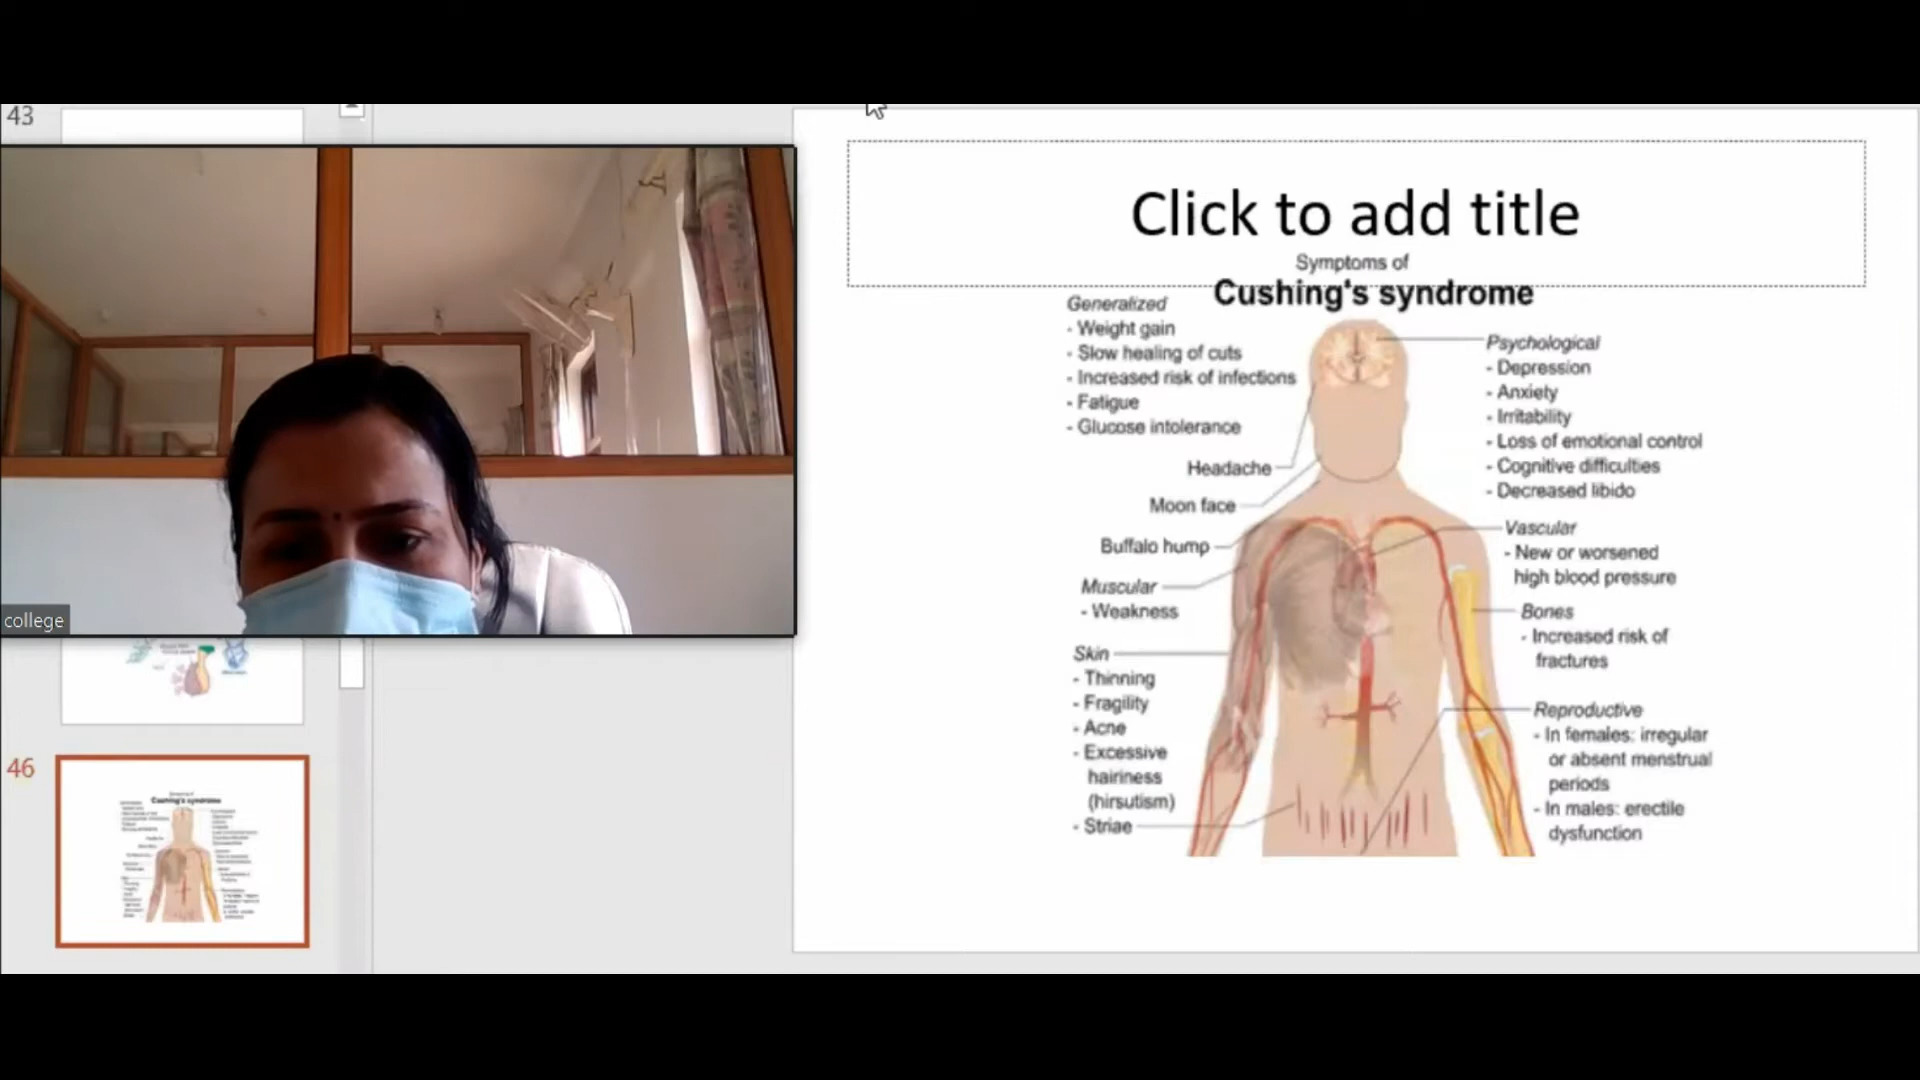 43
college
46
Click to add title
Symptoms of
Cushing's syndrome
Generalized
- Weight gain
- Slow healing of cuts
- Increased risk of infections
- Fatigue
- Glucose intolerance
Headache
Moon face
Buffalo hump
Muscular
- Weakness
Skin
- Thinning
- Fragility
- Acne
- Excessive
hairiness
(hirsutism)
- Striae
Psychological
- Depression
- Anxiety
- Irritability
- Loss of emotional control
- Cognitive difficulties
- Decreased libido
Vascular
- New or worsened
high blood pressure
Bones
- Increased risk of
fractures
Reproductive
- In females: irregular
or absent menstrual
periods
- In males: erectile
dysfunction
Cushing's syndrome